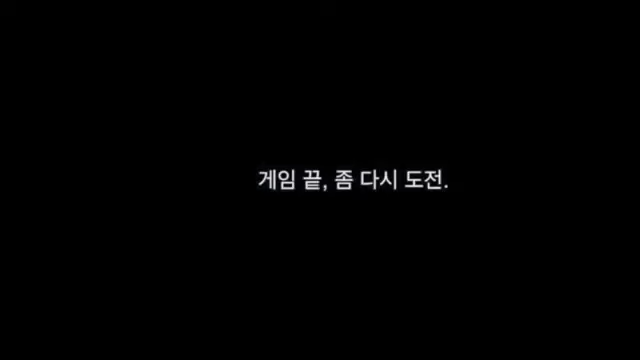 게임 끝, 좀 다시 도전.